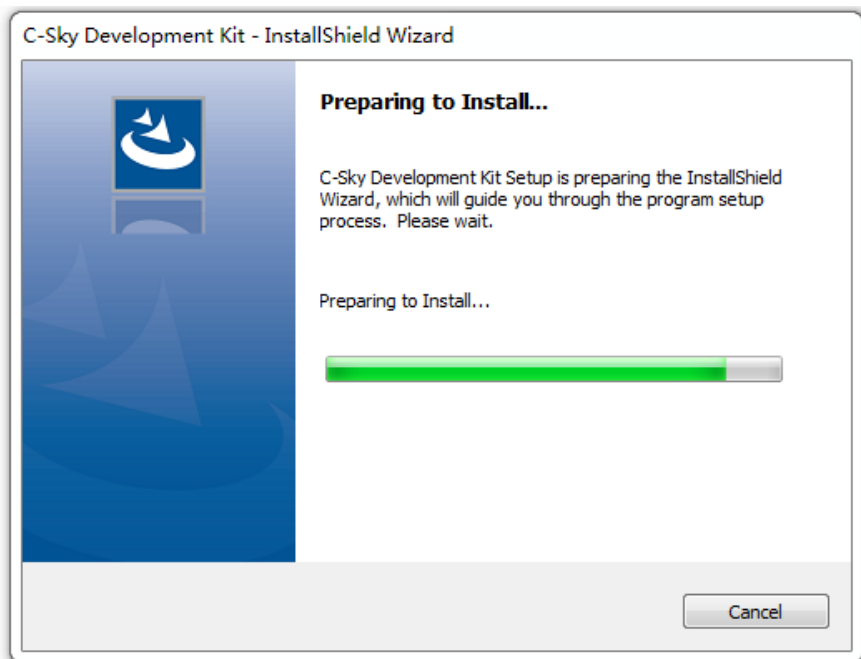 C-Sky Development Kit - InstallShield Wizard
Preparing to Install...
C-Sky Development Kit Setup is preparing the InstallShield
Wizard, which will guide you through the program setup
process.  Please wait.
Preparing to Install...
Cancel